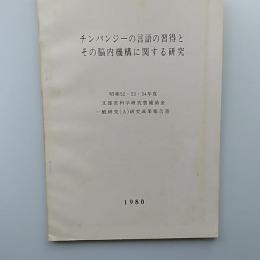 チンパンジーの言語の習得と
その脳内機構に関する研究
昭和52・53・54年度
文部省科学研究費補助金
一般研究(A)研究成果報告書
1980